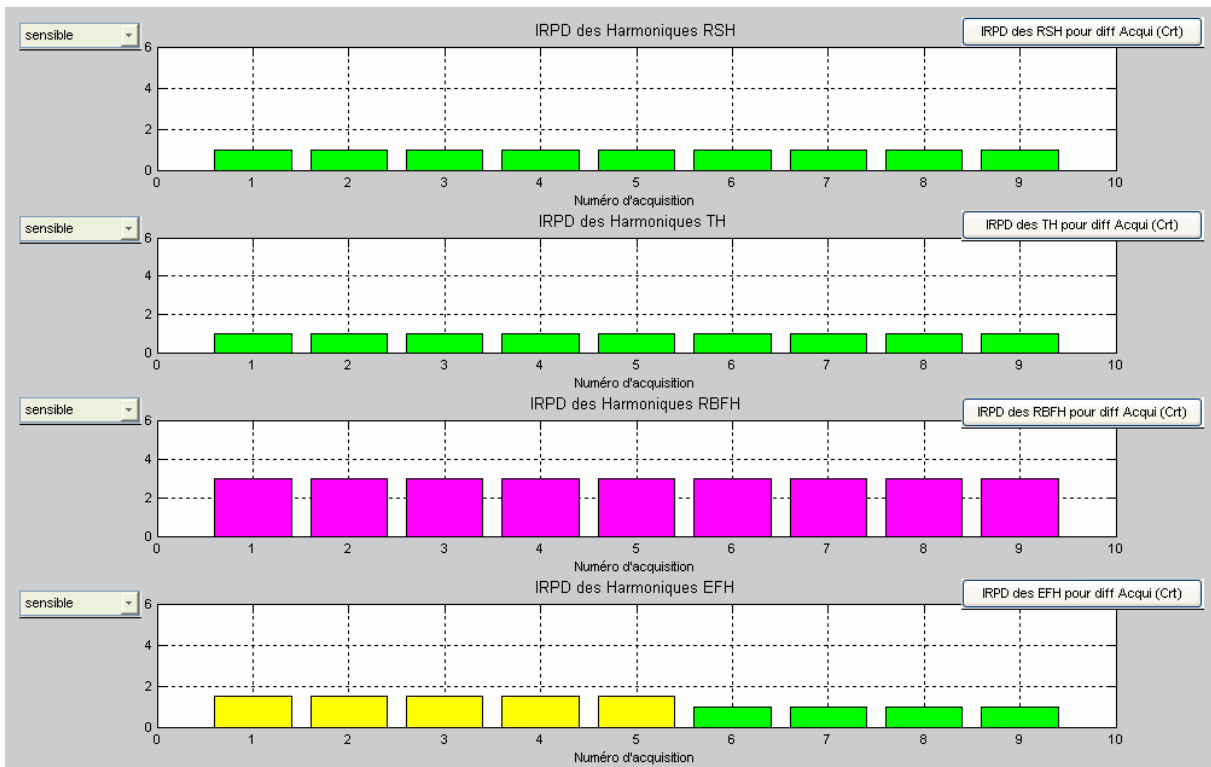 sensible
IRPD des Harmoniques RSH
IRPD des RSH pour diff Acqui (Crt)
6
4
2
0
0 1 2 3 4 5 6 7 8 9 10
Numéro d'acquisition
sensible
IRPD des Harmoniques TH
IRPD des TH pour diff Acqui (Crt)
6
4
2
0
0 1 2 3 4 5 6 7 8 9 10
Numéro d'acquisition
sensible
IRPD des Harmoniques RBFH
IRPD des RBFH pour diff Acqui (Crt)
6
4
2
0
0 1 2 3 4 5 6 7 8 9 10
Numéro d'acquisition
sensible
IRPD des Harmoniques EFH
IRPD des EFH pour diff Acqui (Crt)
6
4
2
0
0 1 2 3 4 5 6 7 8 9 10
Numéro d'acquisition